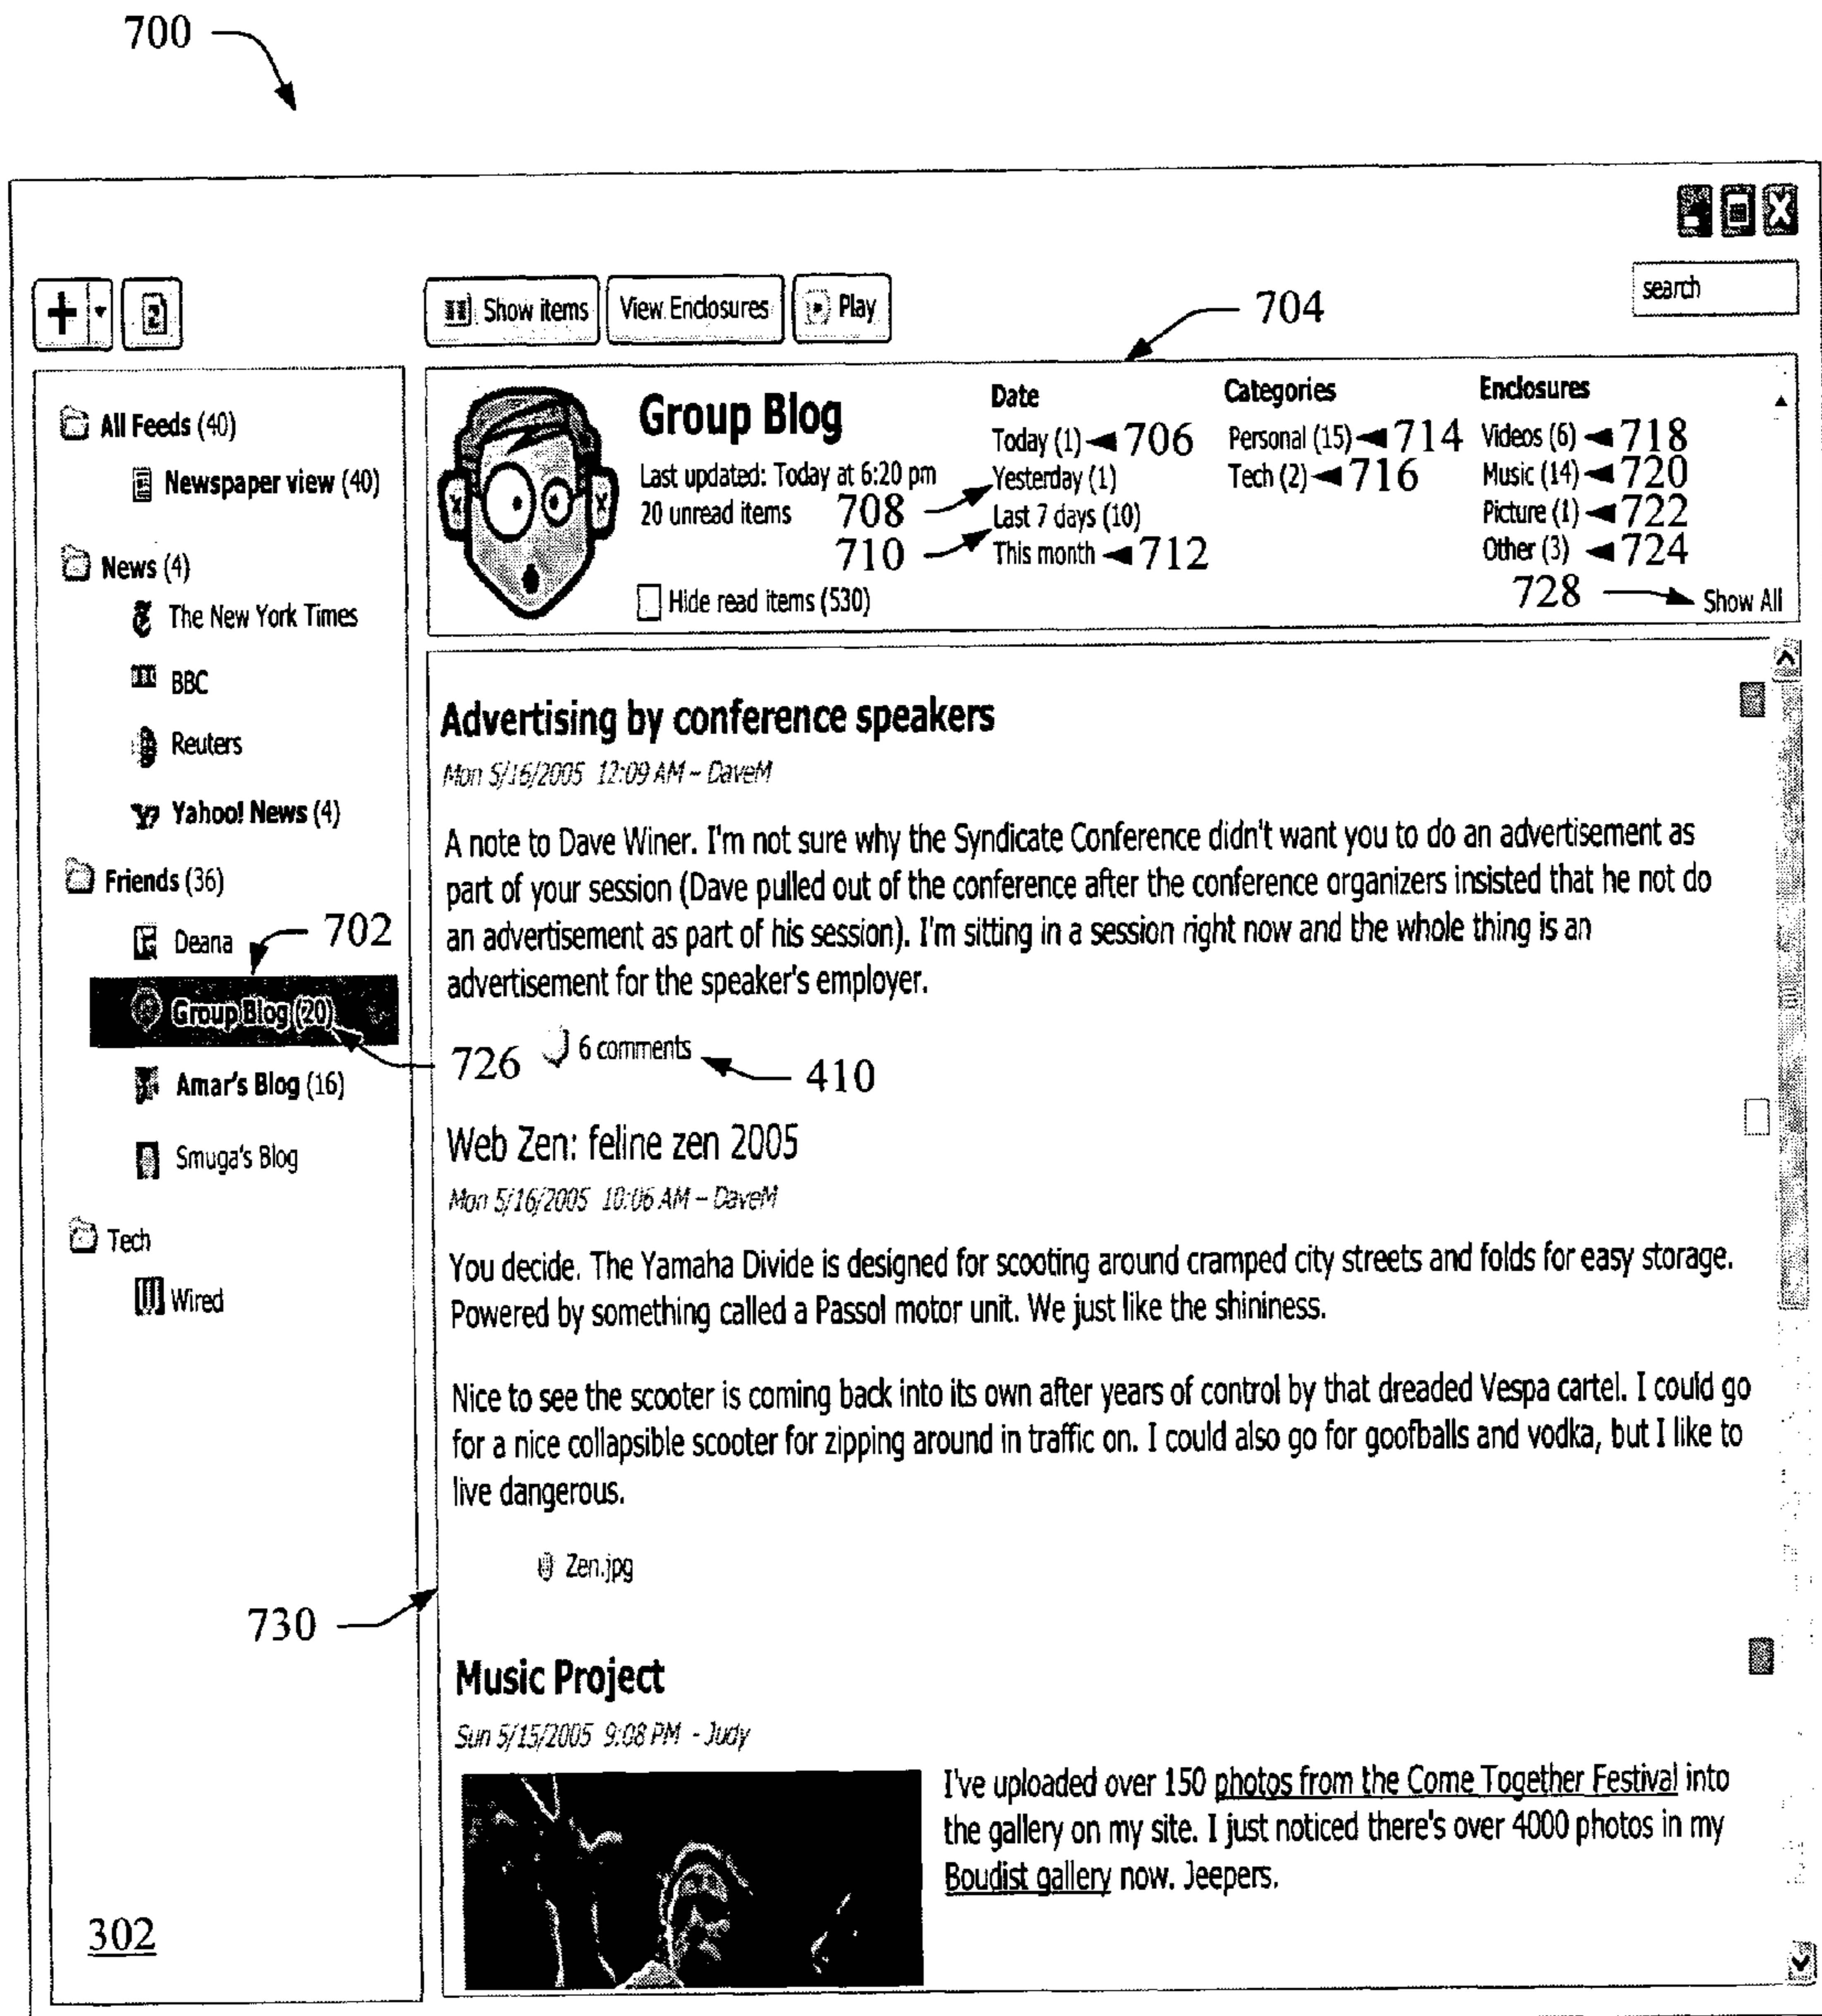 700
Show items View Enclosures Play
search
704
All Feeds (40)
Newspaper view (40)
News (4)
The New York Times
BBC
Reuters
Yahoo! News (4)
Friends (36)
Deana
702
Group Blog (20)
726
Amar's Blog (16)
Smuga's Blog
Tech
Wired
302
Group Blog
Last updated: Today at 6:20 pm
20 unread items
Hide read items (530)
Date
Today (1) 706
708 Yesterday (1)
710 Last 7 days (10)
This month 712
Categories
Personal (15) 714
Tech (2) 716
Enclosures
Videos (6) 718
Music (14) 720
Picture (1) 722
Other (3) 724
728 Show All
Advertising by conference speakers
Mon 5/16/2005 12:09 AM – DaveM
A note to Dave Winer. I'm not sure why the Syndicate Conference didn't want you to do an advertisement as
part of your session (Dave pulled out of the conference after the conference organizers insisted that he not do
an advertisement as part of his session). I'm sitting in a session right now and the whole thing is an
advertisement for the speaker's employer.
6 comments 410
Web Zen: feline zen 2005
Mon 5/16/2005 10:06 AM – DaveM
You decide. The Yamaha Divide is designed for scooting around cramped city streets and folds for easy storage.
Powered by something called a Passol motor unit. We just like the shininess.
Nice to see the scooter is coming back into its own after years of control by that dreaded Vespa cartel. I could go
for a nice collapsible scooter for zipping around in traffic on. I could also go for goofballs and vodka, but I like to
live dangerous.
Zen.jpg
730
Music Project
Sun 5/15/2005 9:08 PM - Judy
I've uploaded over 150 photos from the Come Together Festival into
the gallery on my site. I just noticed there's over 4000 photos in my
Boudist gallery now. Jeepers.